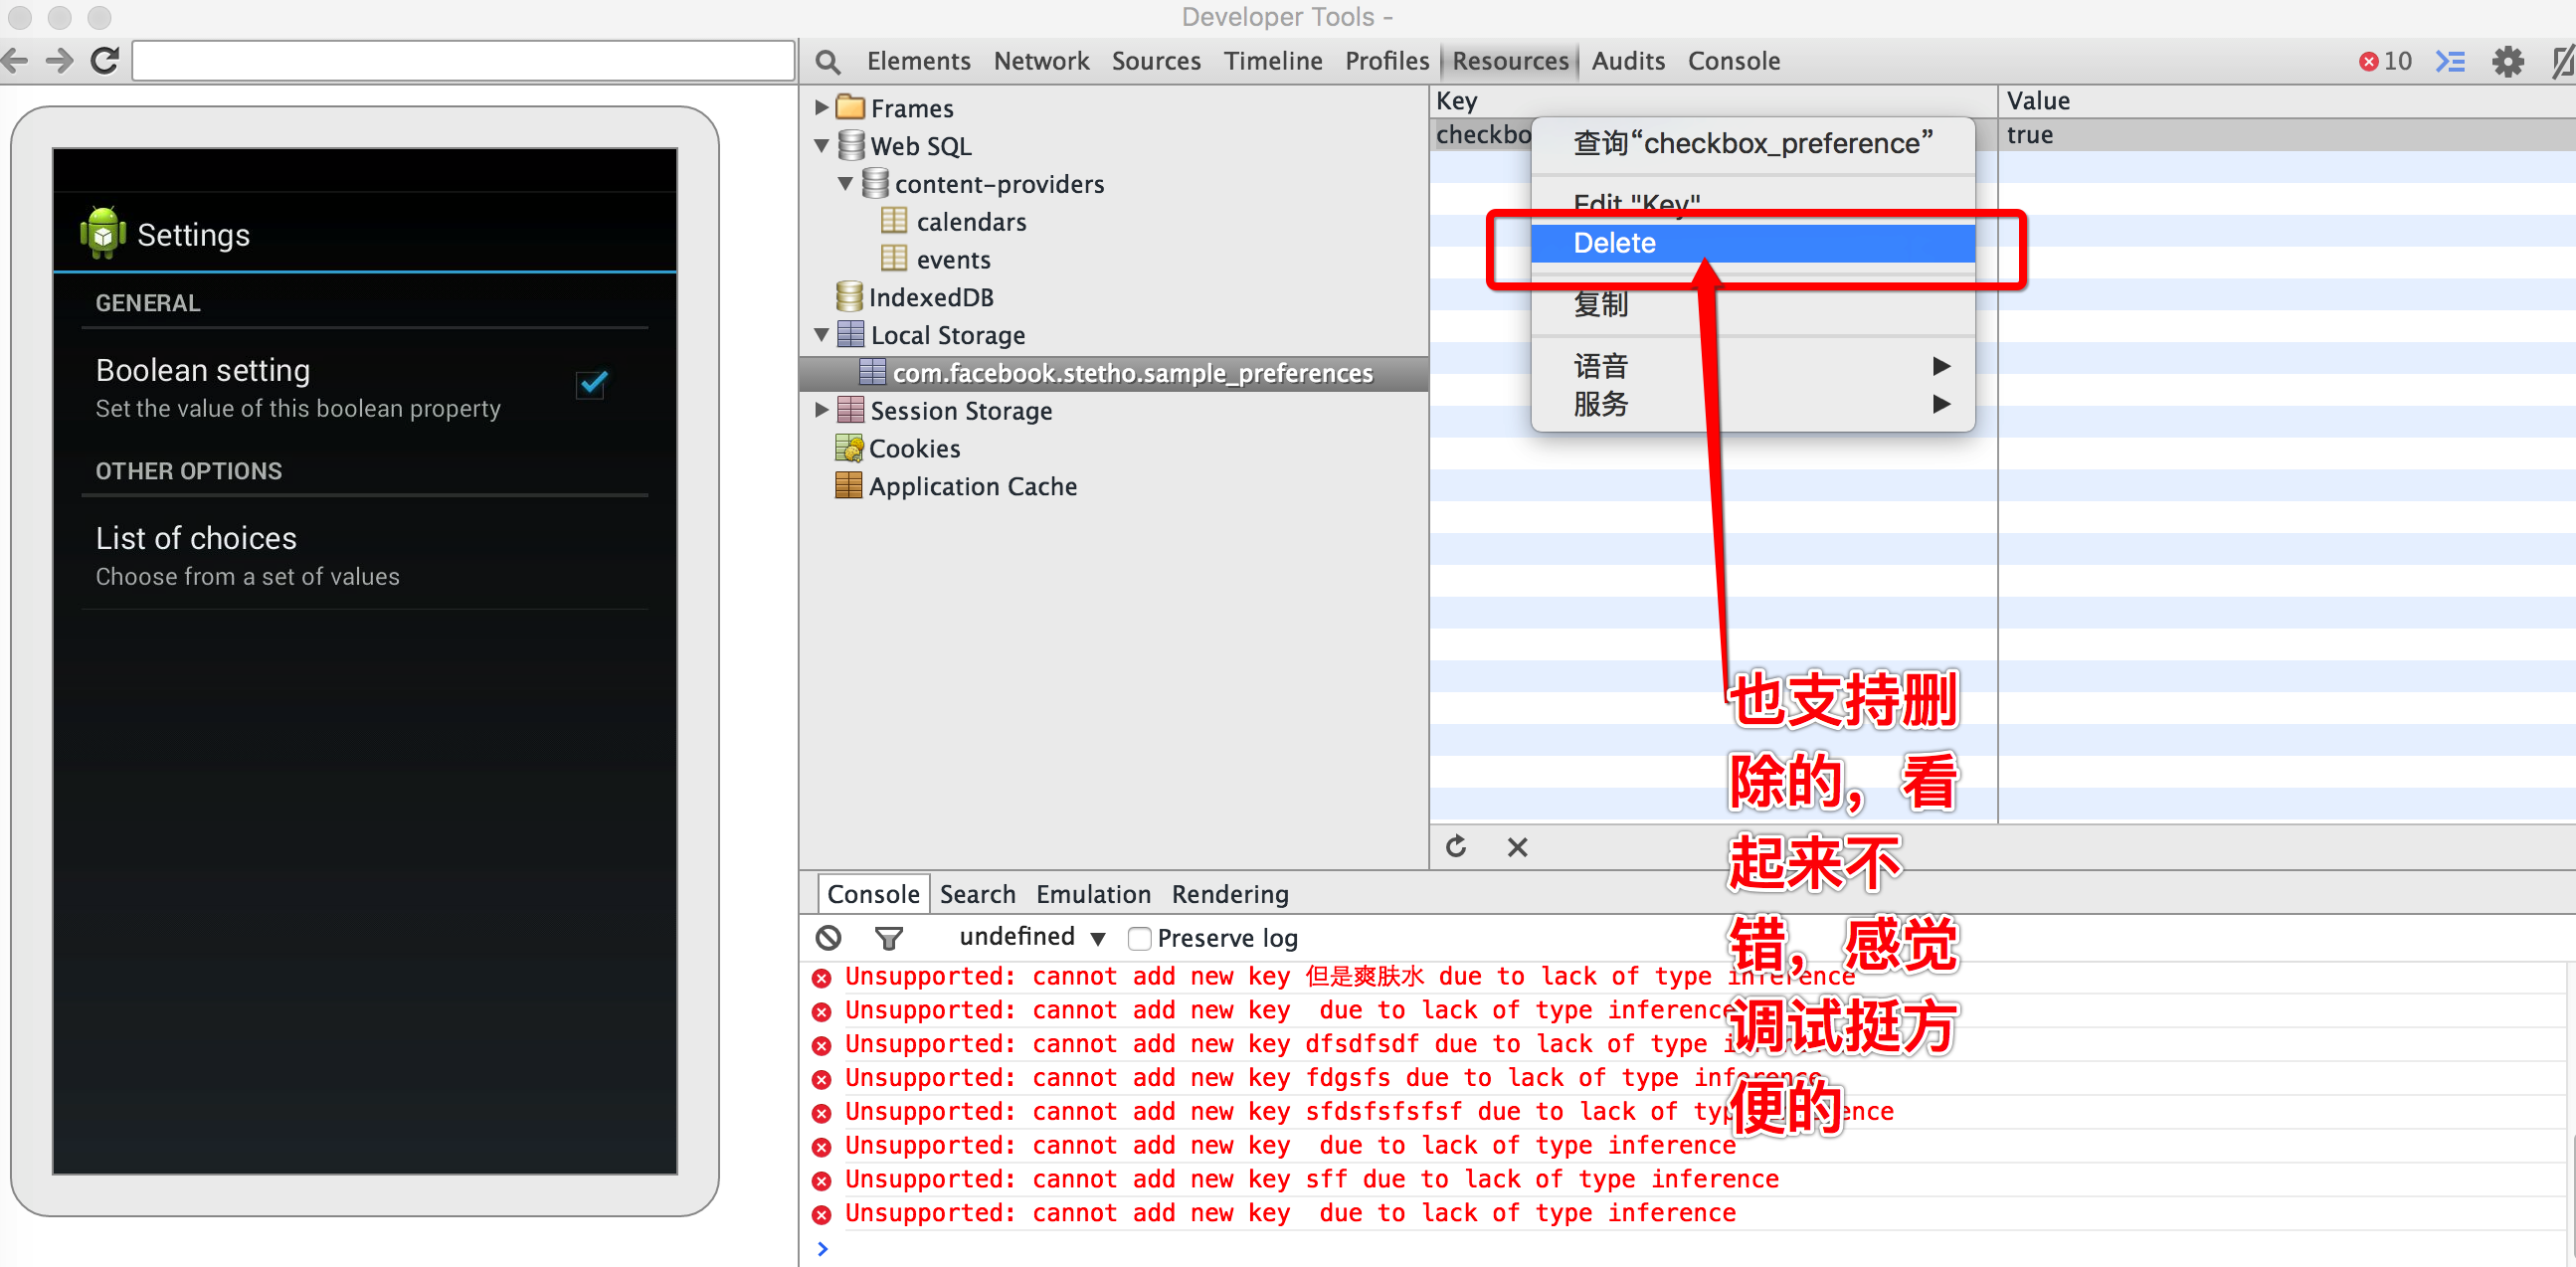 Developer Tools -
Elements Network Sources Timeline Profiles Resources Audits Console
10
Settings
GENERAL
Boolean setting
Set the value of this boolean property
OTHER OPTIONS
List of choices
Choose from a set of values
Frames
Web SQL
content-providers
calendars
events
IndexedDB
Local Storage
com.facebook.stetho.sample_preferences
Session Storage
Cookies
Application Cache
Key Value
checkbo true
查询“checkbox_preference”
Edit "Key"
Delete
复制
语音
服务
也支持删
除的，看
起来不
错，感觉
调试挺方
便的
Console Search Emulation Rendering
undefined Preserve log
Unsupported: cannot add new key 但是爽肤水 due to lack of type inference
Unsupported: cannot add new key due to lack of type inference
Unsupported: cannot add new key dfsdfsdf due to lack of type
Unsupported: cannot add new key fdgsfs due to lack of type inference
Unsupported: cannot add new key sfdsfsfsfsf due to lack of type inference
Unsupported: cannot add new key due to lack of type inference
Unsupported: cannot add new key sff due to lack of type inference
Unsupported: cannot add new key due to lack of type inference